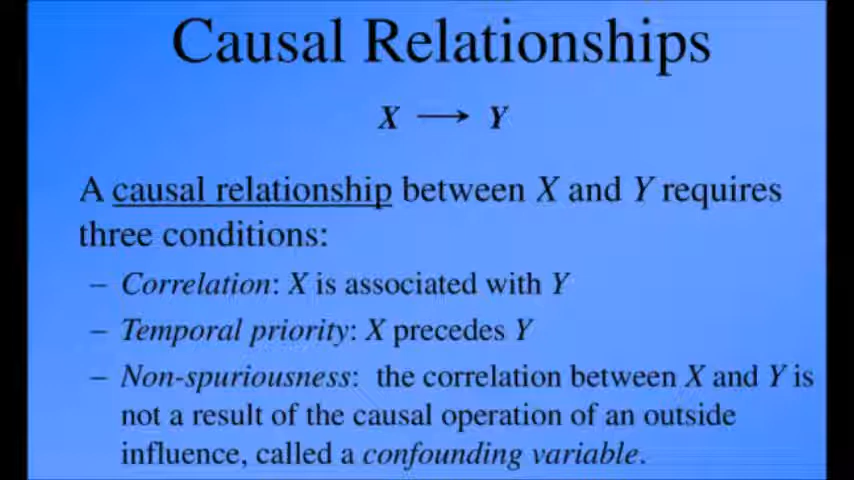 Causal Relationships
X → Y
A causal relationship between X and Y requires
three conditions:
– Correlation: X is associated with Y
– Temporal priority: X precedes Y
– Non-spuriousness: the correlation between X and Y is
not a result of the causal operation of an outside
influence, called a confounding variable.